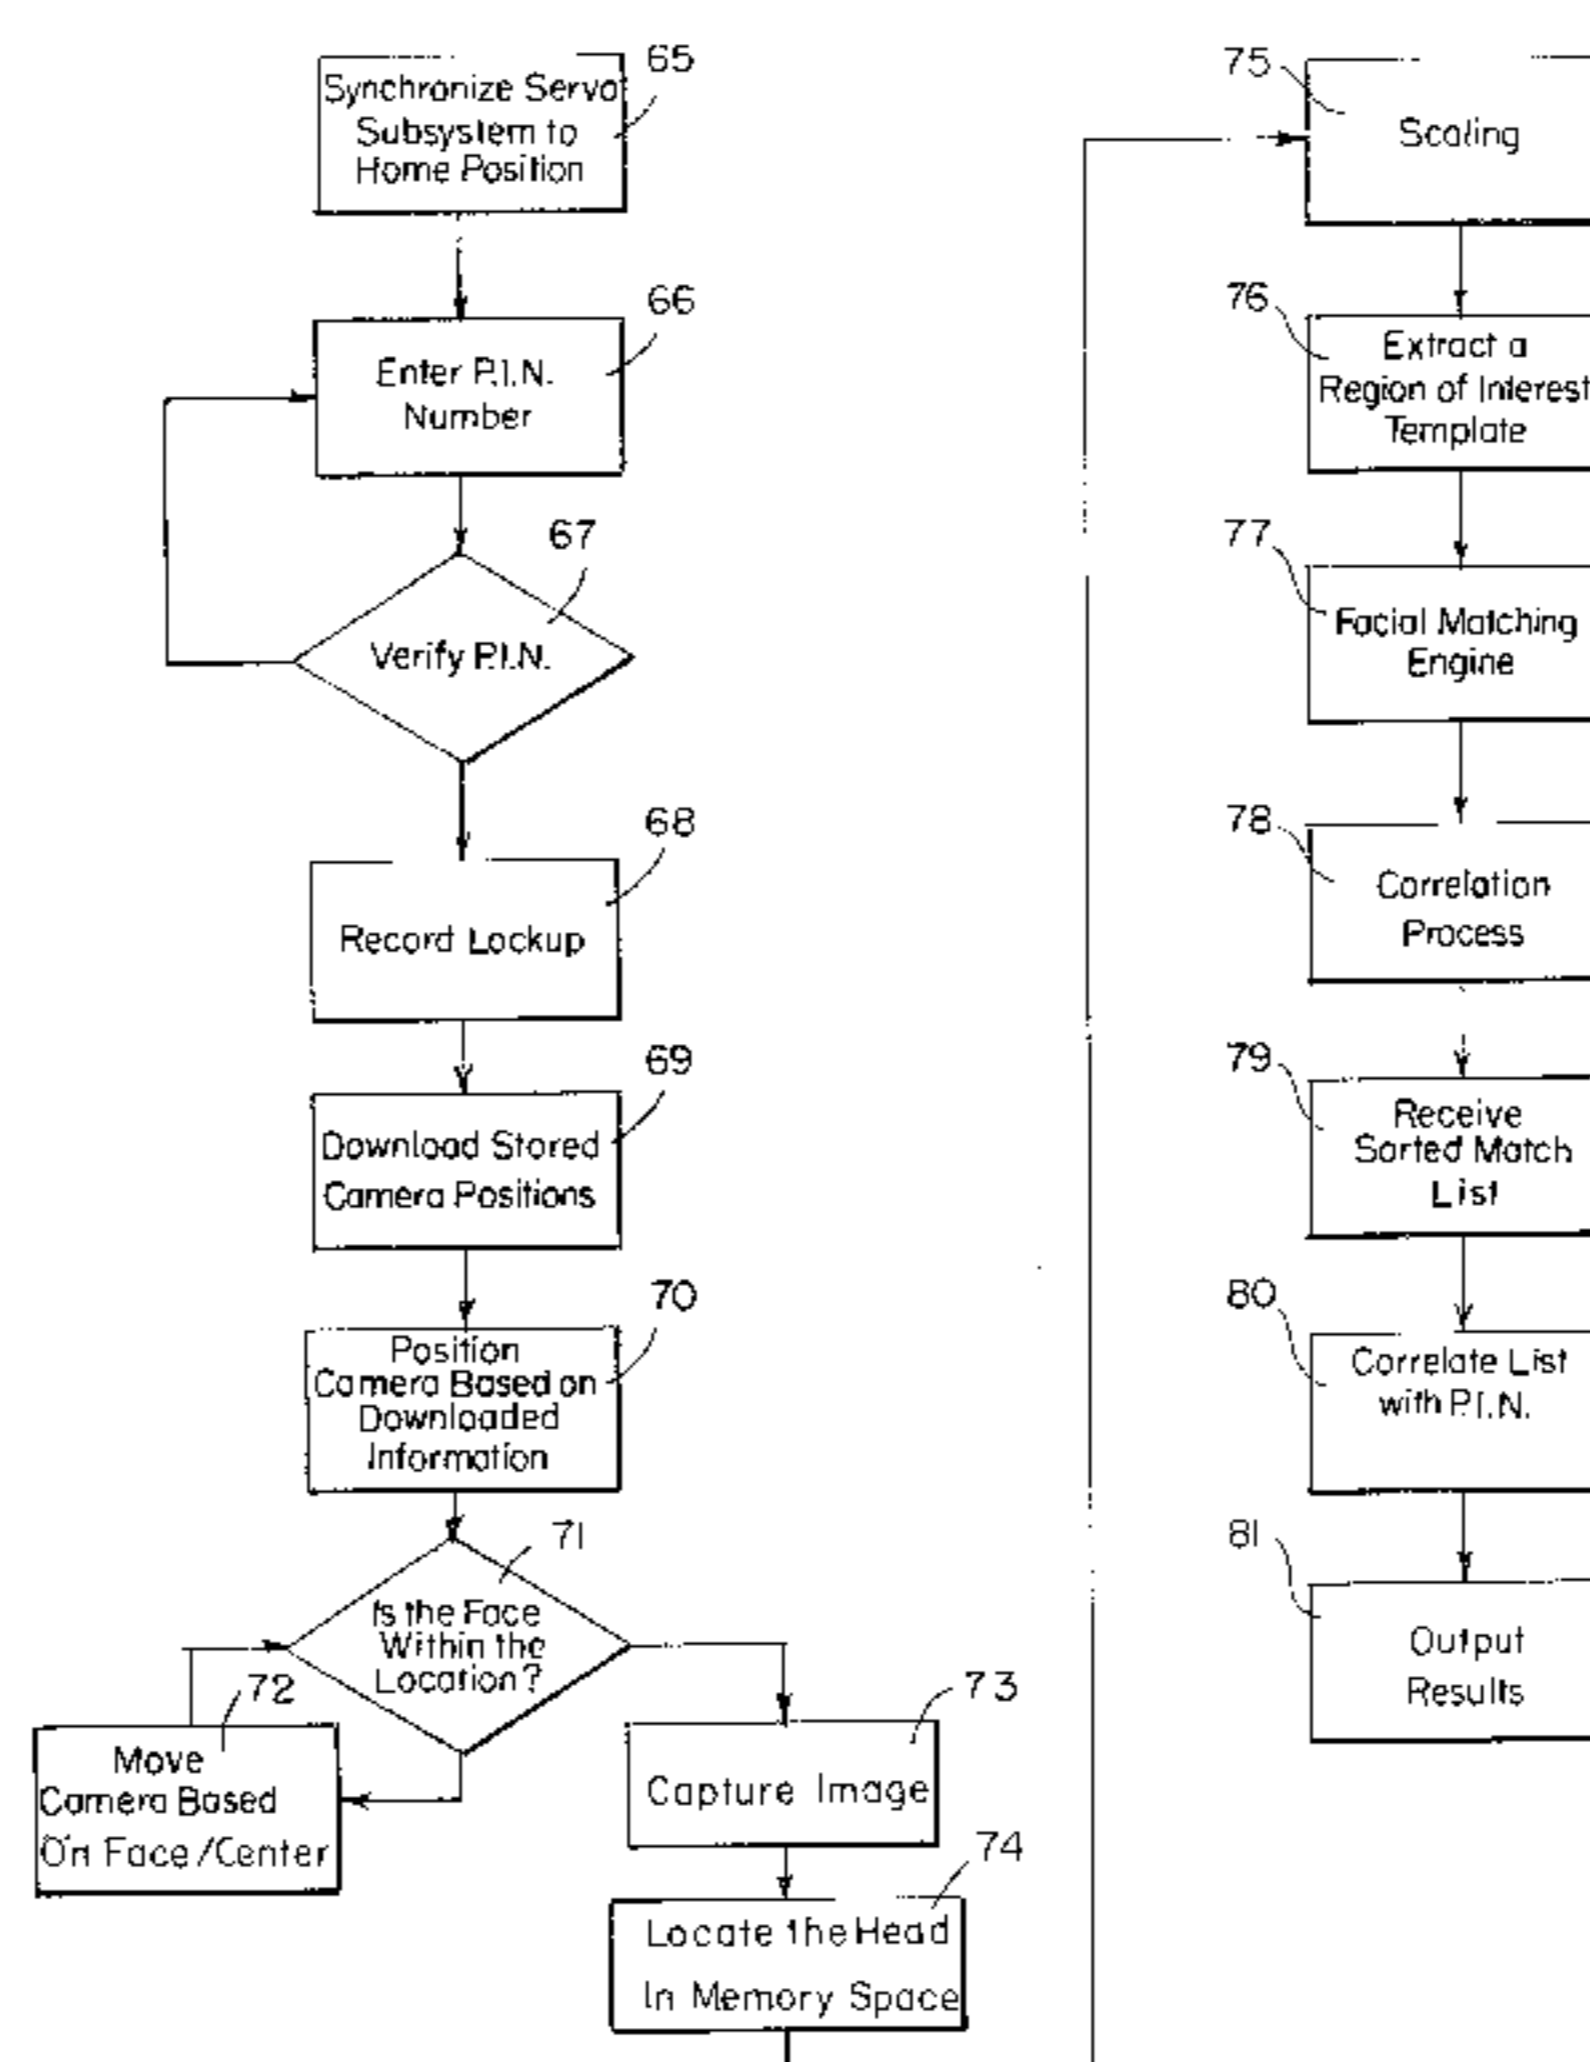 65
Synchronize Servo
Subsystem to
Home Position
66
Enter P.I.N.
Number
67
Verify P.I.N.
68
Record Lockup
69
Download Stored
Camera Positions
70
Position
Camera Based on
Downloaded
Information
71
Is the Face
Within the
Location?
72
Move
Camera Based
On Face/Center
73
Capture Image
74
Locate the Head
In Memory Space
75
Scaling
76
Extract a
Region of Interest
Template
77
Facial Matching
Engine
78
Correlation
Process
79
Receive
Sorted Match
List
80
Correlate List
with P.I.N.
81
Output
Results